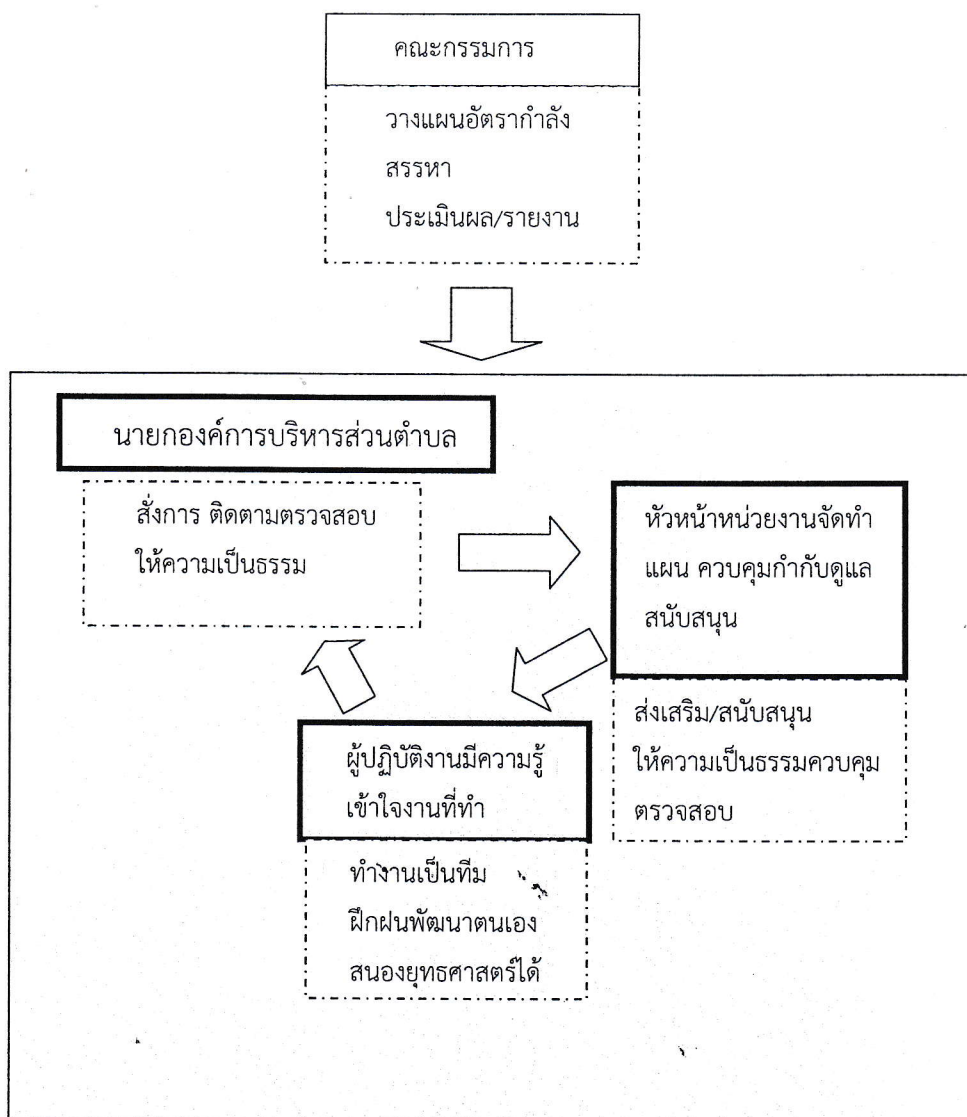 คณะกรรมการ
วางแผนอัตรากำลัง
สรรหา
ประเมินผล/รายงาน
นายกองค์การบริหารส่วนตำบล
สั่งการ ติดตามตรวจสอบ
ให้ความเป็นธรรม
หัวหน้าหน่วยงานจัดทำ
แผน ควบคุมกำกับดูแล
สนับสนุน
ส่งเสริม/สนับสนุน
ให้ความเป็นธรรมควบคุม
ตรวจสอบ
ผู้ปฏิบัติงานมีความรู้
เข้าใจงานที่ทำ
ทำงานเป็นทีม
ฝึกฝนพัฒนาตนเอง
สนองยุทธศาสตร์ได้